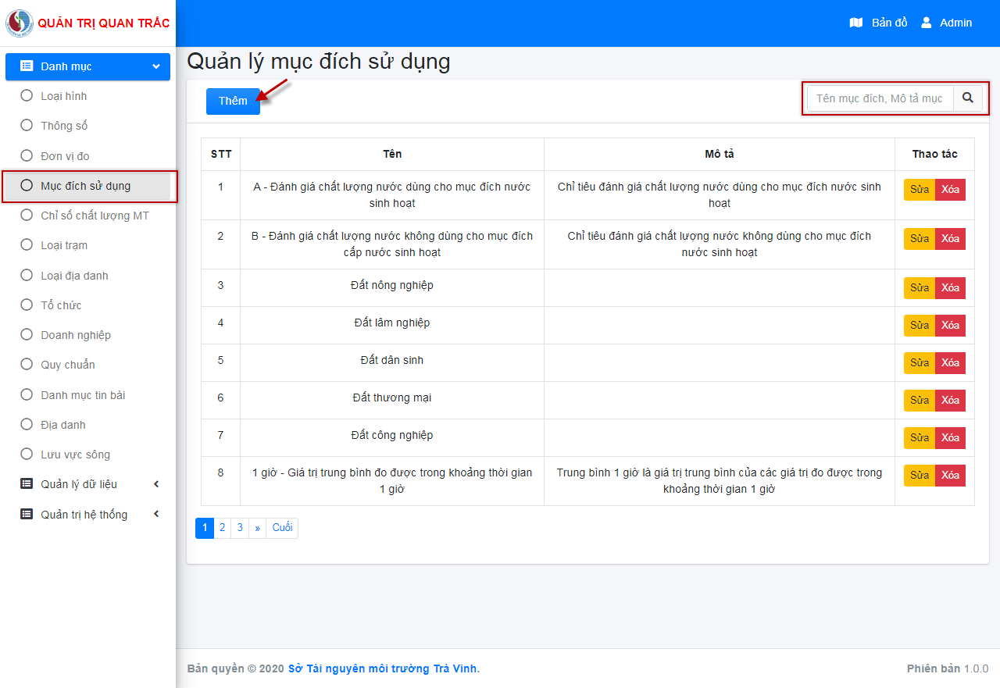 QUẢN TRỊ QUAN TRẮC
Bản đồ
Admin
Danh mục
Loại hình
Thông số
Đơn vị đo
Mục đích sử dụng
Chỉ số chất lượng MT
Loại trạm
Loại địa danh
Tổ chức
Doanh nghiệp
Quy chuẩn
Danh mục tin bài
Địa danh
Lưu vực sông
Quản lý dữ liệu
Quản trị hệ thống
Quản lý mục đích sử dụng
Thêm
Tên mục đích, Mô tả mục
STT Tên Mô tả Thao tác
1 A - Đánh giá chất lượng nước dùng cho mục đích nước Chỉ tiêu đánh giá chất lượng nước dùng cho mục đích nước sinh Sửa Xóa
sinh hoạt hoạt
2 B - Đánh giá chất lượng nước không dùng cho mục đích Chỉ tiêu đánh giá chất lượng nước không dùng cho mục đích Sửa Xóa
cấp nước sinh hoạt nước sinh hoạt
3 Đất nông nghiệp Sửa Xóa
4 Đất lâm nghiệp Sửa Xóa
5 Đất dân sinh Sửa Xóa
6 Đất thương mại Sửa Xóa
7 Đất công nghiệp Sửa Xóa
8 1 giờ - Giá trị trung bình đo được trong khoảng thời gian Trung bình 1 giờ là giá trị trung bình của các giá trị đo được trong Sửa Xóa
1 giờ khoảng thời gian 1 giờ
1 2 3 » Cuối
Bản quyền © 2020 Sở Tài nguyên môi trường Trà Vinh.
Phiên bản 1.0.0